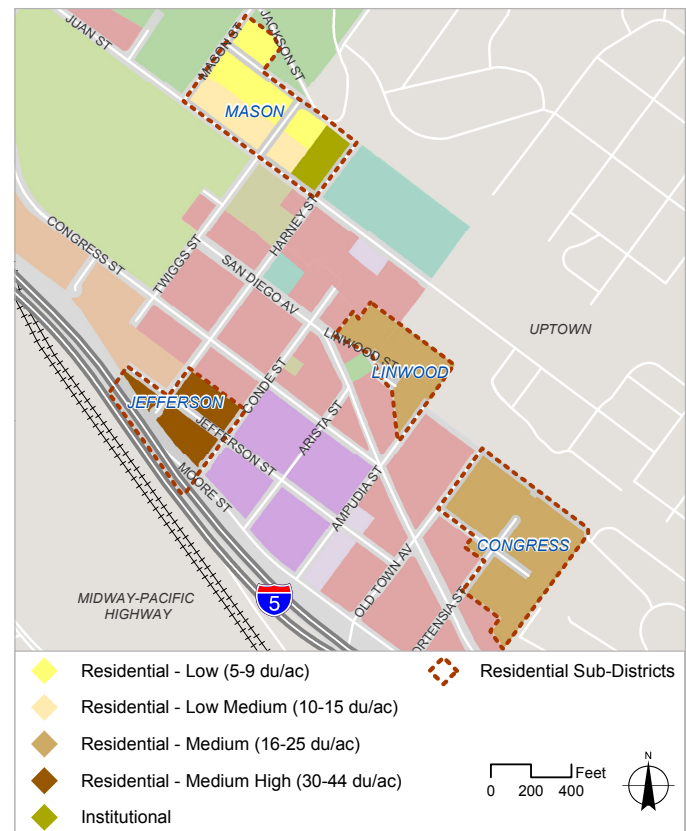 JUAN ST
MASON ST
JACKSON ST
MASON
CONGRESS ST
TWIGGS ST
HARNEY ST
SAN DIEGO AV
UPTOWN
LINWOOD ST
LINWOOD
CONDE ST
JEFFERSON
ARISTA ST
JEFFERSON ST
MOORE ST
AMPUDIA ST
CONGRESS
OLD TOWN AV
ORTENSIA ST
MIDWAY-PACIFIC
HIGHWAY
5
Residential - Low (5-9 du/ac)
Residential Sub-Districts
Residential - Low Medium (10-15 du/ac)
Residential - Medium (16-25 du/ac)
Residential - Medium High (30-44 du/ac)
Institutional
Feet
0 200 400
N